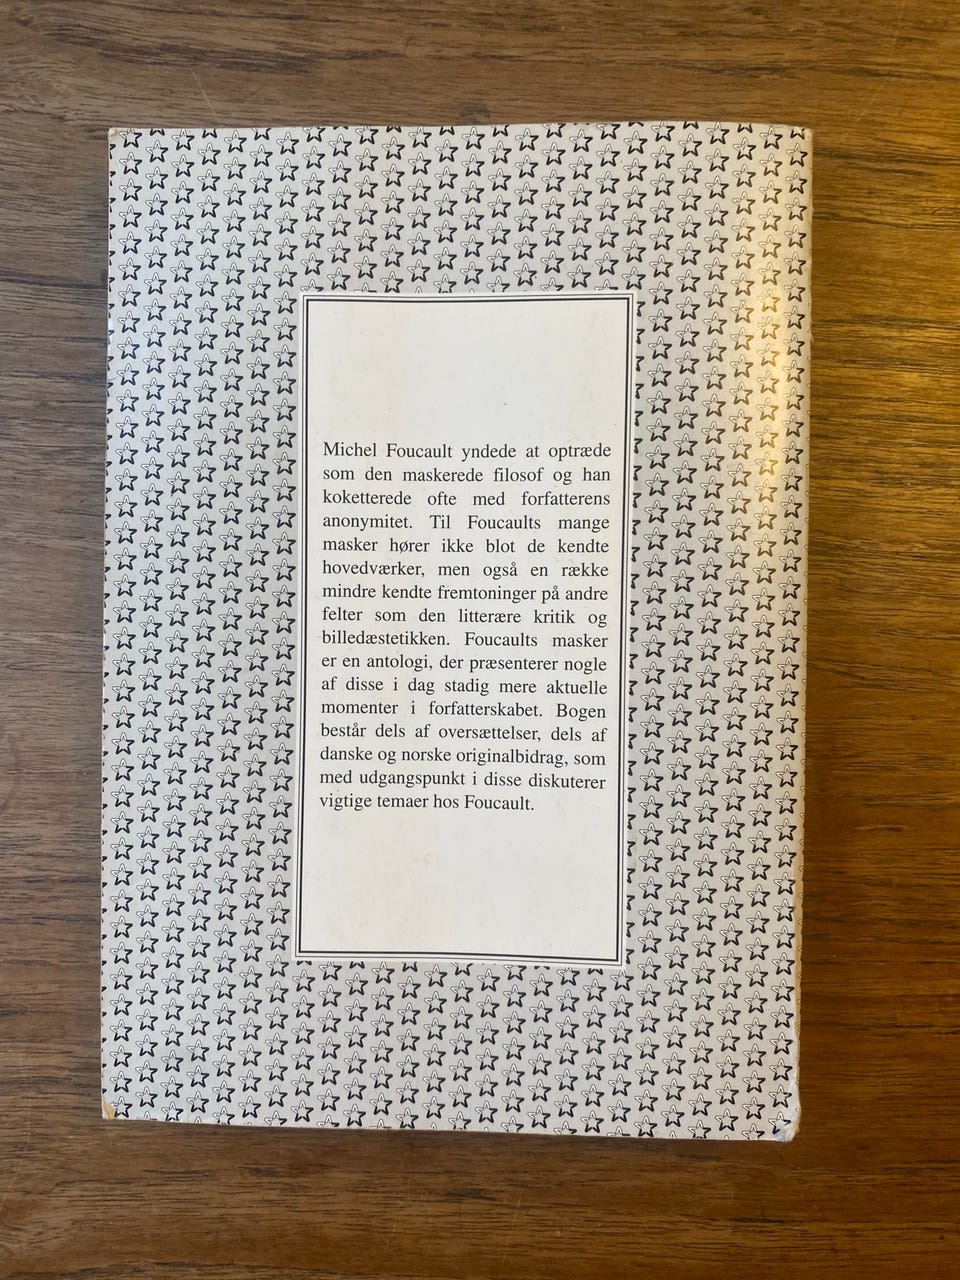 Michel Foucault yndede at optræde
som den maskerede filosof og han
koketterede ofte med forfatterens
anonymitet. Til Foucaults mange
masker hører ikke blot de kendte
hovedværker, men også en række
mindre kendte fremtoninger på andre
felter som den litterære kritik og
billedæstetikken. Foucaults masker
er en antologi, der præsenterer nogle
af disse i dag stadig mere aktuelle
momenter i forfatterskabet. Bogen
består dels af oversættelser, dels af
danske og norske originalbidrag, som
med udgangspunkt i disse diskuterer
vigtige temaer hos Foucault.